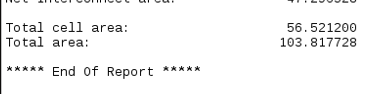 Total cell area: 56.521200
Total area: 103.817728
***** End Of Report *****